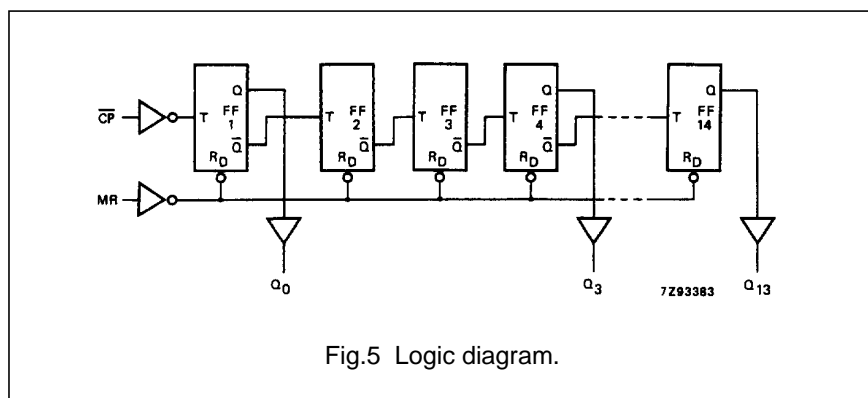 Q Q Q
FF FF FF FF FF
C̅P̅ T 1 T 2 T 3 T 4 T 14
Q̅ Q̅ Q̅ Q̅
R_D R_D R_D R_D R_D
MR
Q_0 Q_3 7Z93383 Q_13
Fig.5 Logic diagram.